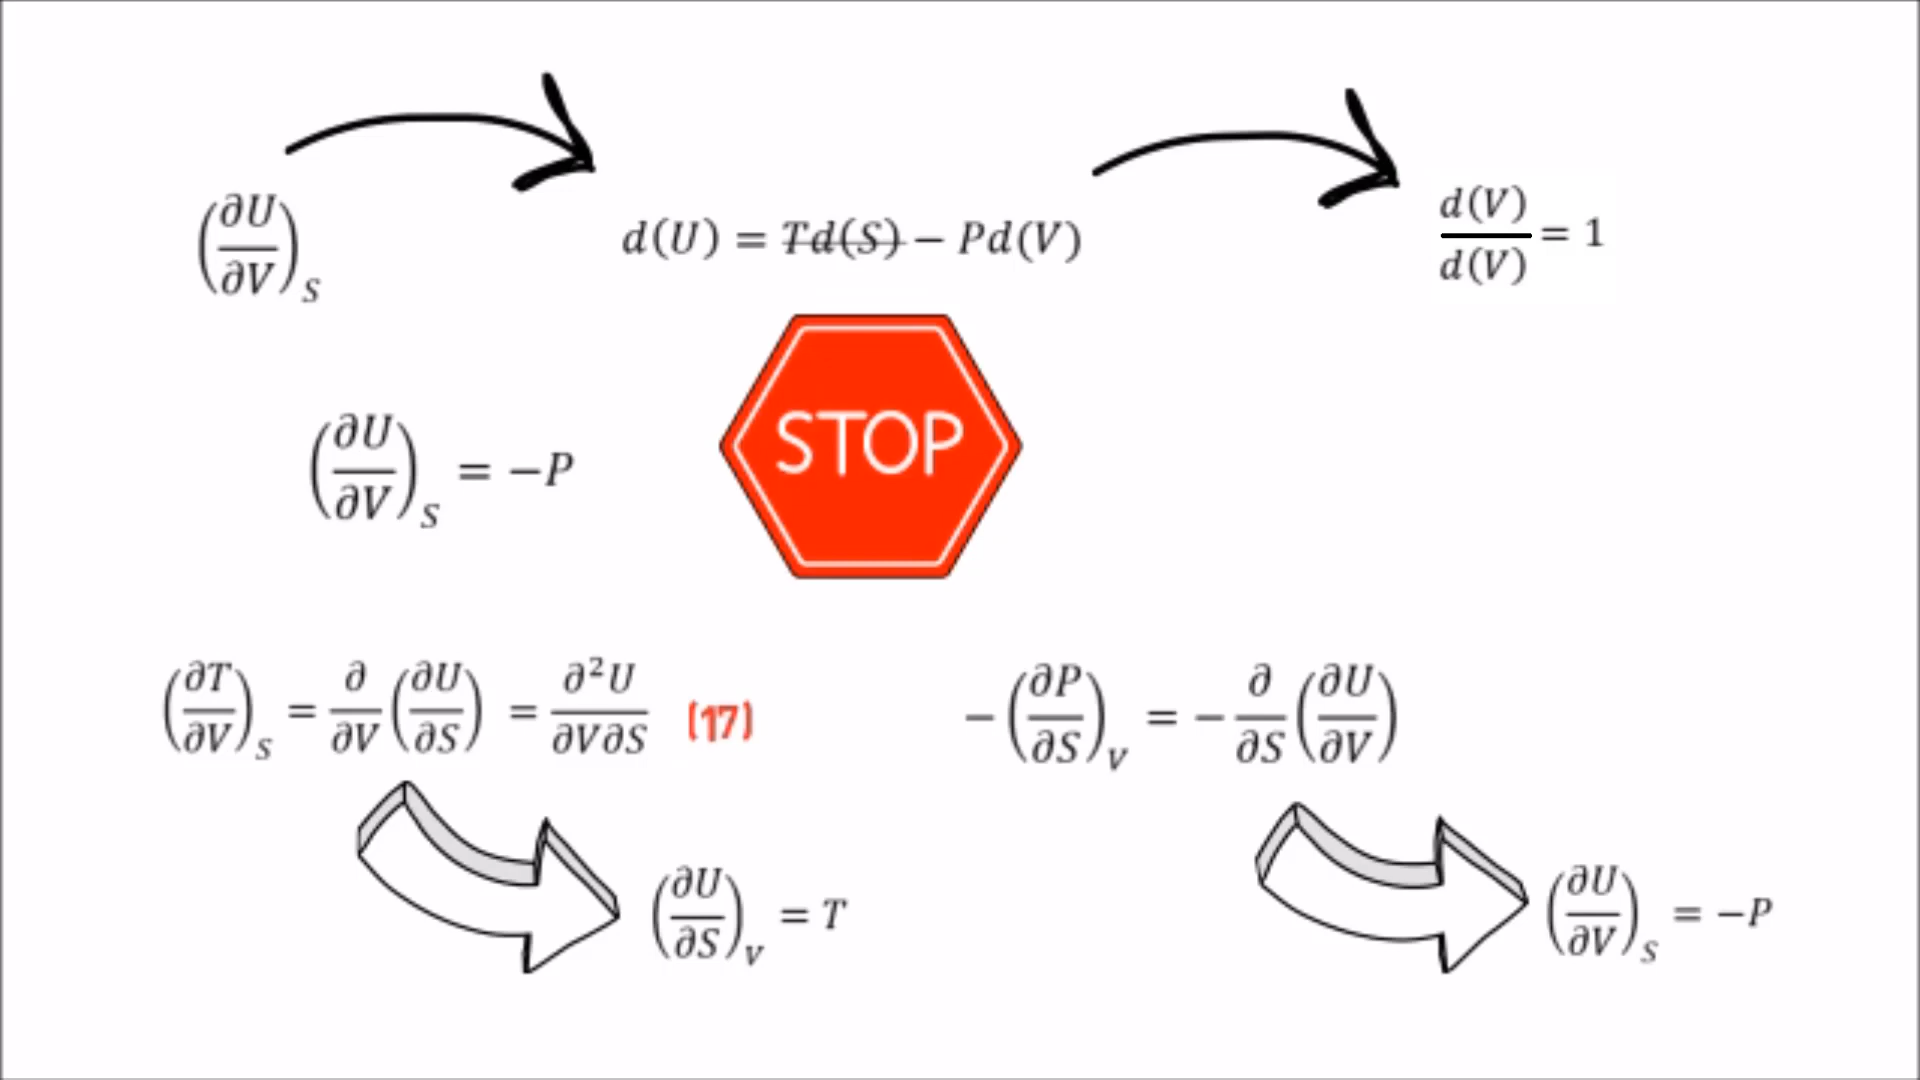 (∂U/∂V)_S
d(U) = Td(S) − Pd(V)
d(V)/d(V) = 1
(∂U/∂V)_S = −P
STOP
(∂T/∂V)_S = ∂/∂V (∂U/∂S) = ∂²U/∂V∂S (17)
−(∂P/∂S)_V = −∂/∂S (∂U/∂V)
(∂U/∂S)_V = T
(∂U/∂V)_S = −P